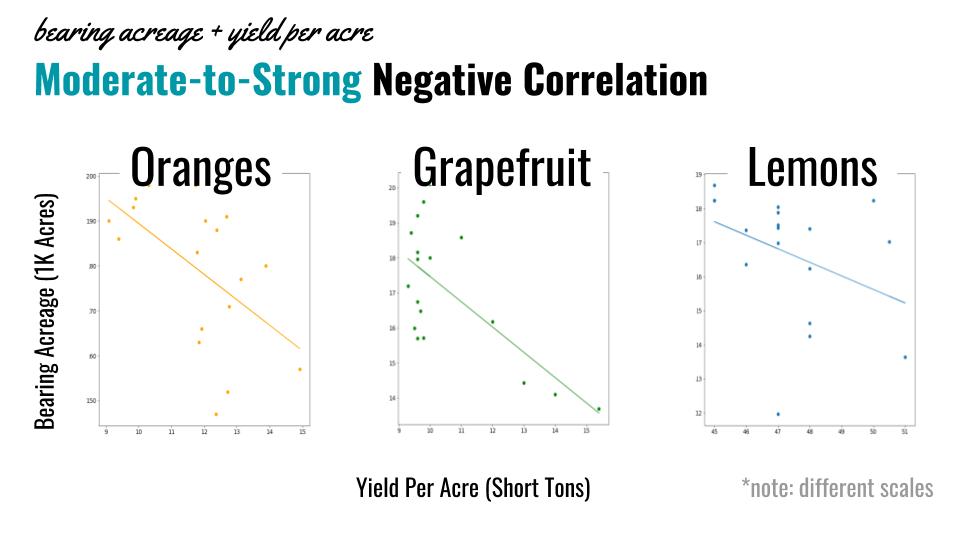 bearing acreage + yield per acre
Moderate-to-Strong Negative Correlation
Oranges
Grapefruit
Lemons
Bearing Acreage (1K Acres)
200
190
80
70
60
150
9 10 11 12 13 14 15
20
19
18
17
16
15
14
9 10 11 12 13 14 15
19
18
17
16
15
14
13
12
45 46 47 48 49 50 51
Yield Per Acre (Short Tons)
*note: different scales